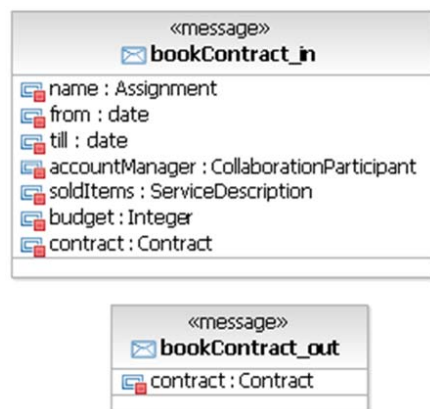 «message»
bookContract_in
name : Assignment
from : date
till : date
accountManager : CollaborationParticipant
soldItems : ServiceDescription
budget : Integer
contract : Contract
«message»
bookContract_out
contract : Contract